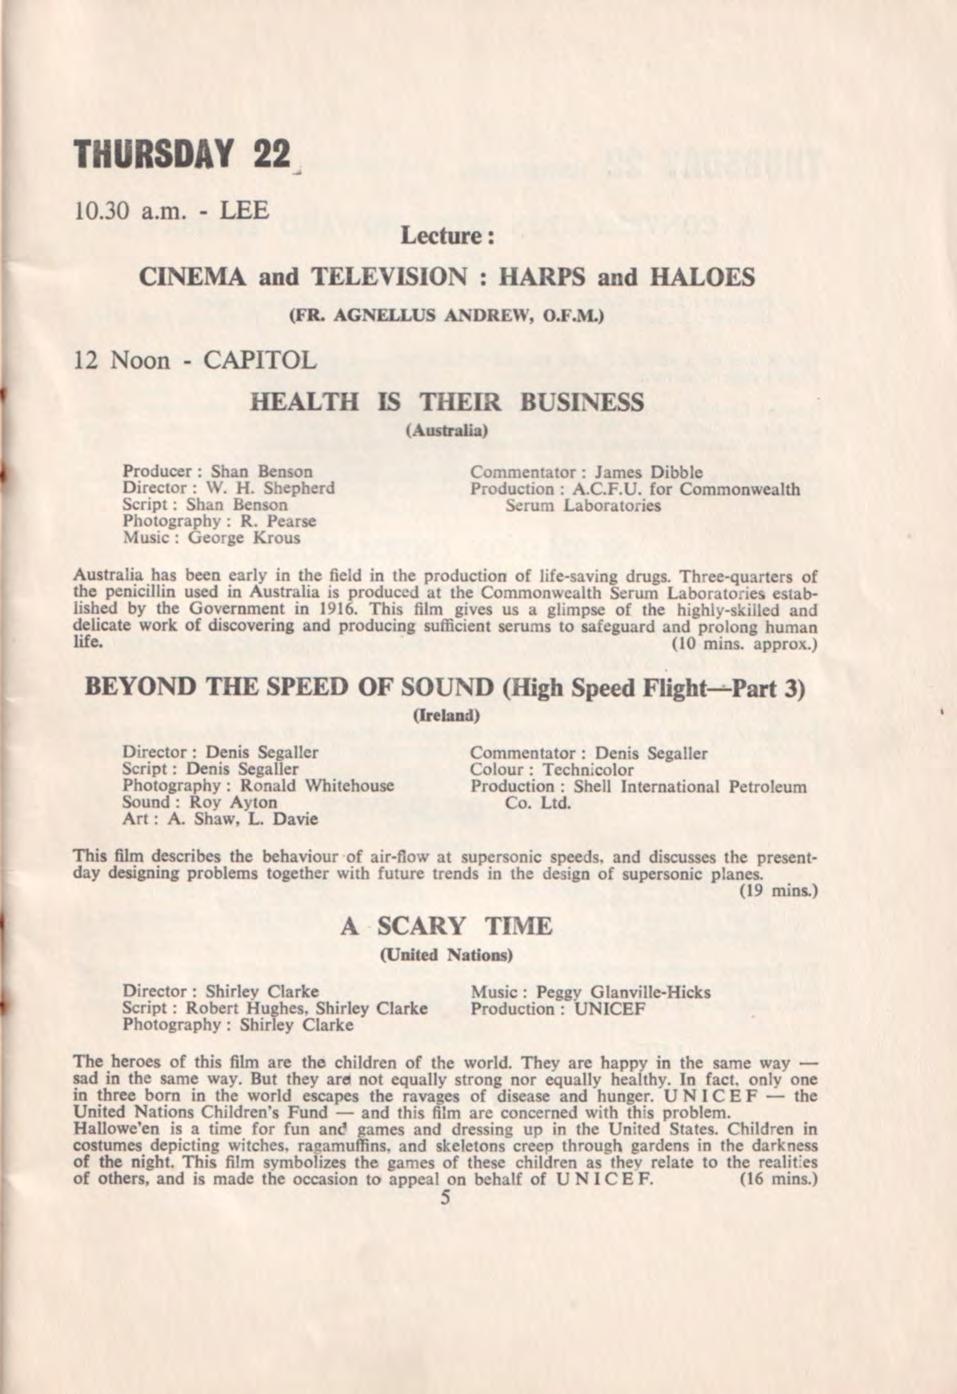 THURSDAY 22
10.30 a.m. - LEE
Lecture :
CINEMA and TELEVISION : HARPS and HALOES
(FR. AGNELLUS ANDREW, O.F.M.)
12 Noon - CAPITOL
HEALTH IS THEIR BUSINESS
(Australia)
Producer : Shan Benson
Director : W. H. Shepherd
Script : Shan Benson
Photography : R. Pearse
Music : George Krous
Commentator : James Dibble
Production : A.C.F.U. for Commonwealth
Serum Laboratories
Australia has been early in the field in the production of life-saving drugs. Three-quarters of
the penicillin used in Australia is produced at the Commonwealth Serum Laboratories estab-
lished by the Government in 1916. This film gives us a glimpse of the highly-skilled and
delicate work of discovering and producing sufficient serums to safeguard and prolong human
life. (10 mins. approx.)
BEYOND THE SPEED OF SOUND (High Speed Flight—Part 3)
(Ireland)
Director : Denis Segaller
Script : Denis Segaller
Photography : Ronald Whitehouse
Sound : Roy Ayton
Art : A. Shaw, L. Davie
Commentator : Denis Segaller
Colour : Technicolor
Production : Shell International Petroleum
Co. Ltd.
This film describes the behaviour of air-flow at supersonic speeds, and discusses the present-
day designing problems together with future trends in the design of supersonic planes.
(19 mins.)
A SCARY TIME
(United Nations)
Director : Shirley Clarke
Script : Robert Hughes, Shirley Clarke
Photography : Shirley Clarke
Music : Peggy Glanville-Hicks
Production : UNICEF
The heroes of this film are the children of the world. They are happy in the same way —
sad in the same way. But they are not equally strong nor equally healthy. In fact, only one
in three born in the world escapes the ravages of disease and hunger. U N I C E F — the
United Nations Children's Fund — and this film are concerned with this problem.
Hallowe'en is a time for fun and games and dressing up in the United States. Children in
costumes depicting witches, ragamuffins, and skeletons creep through gardens in the darkness
of the night. This film symbolizes the games of these children as they relate to the realities
of others, and is made the occasion to appeal on behalf of U N I C E F. (16 mins.)
5